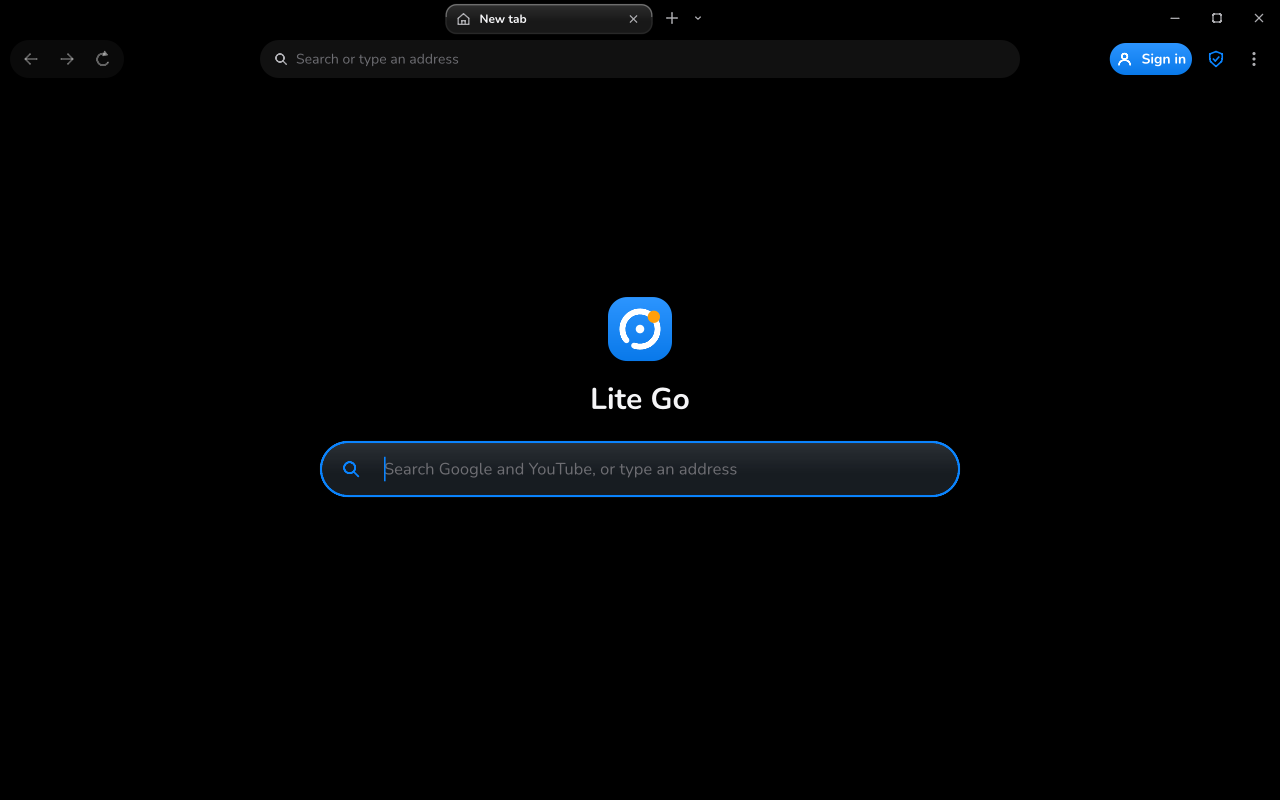 New tab
Search or type an address
Sign in
Lite Go
Search Google and YouTube, or type an address